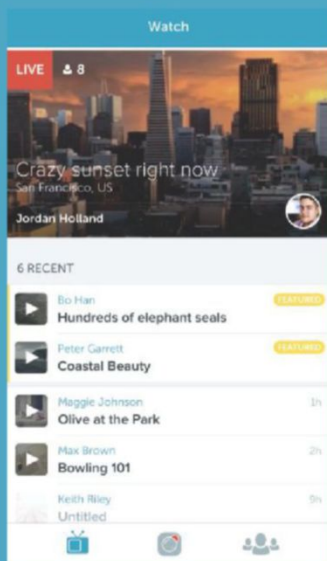 Watch
LIVE 8
Crazy sunset right now
San Francisco, US
Jordan Holland
6 RECENT
Bo Han FEATURED
Hundreds of elephant seals
Peter Garrett FEATURED
Coastal Beauty
Maggie Johnson 1h
Olive at the Park
Max Brown 2h
Bowling 101
Keith Riley 9h
Untitled